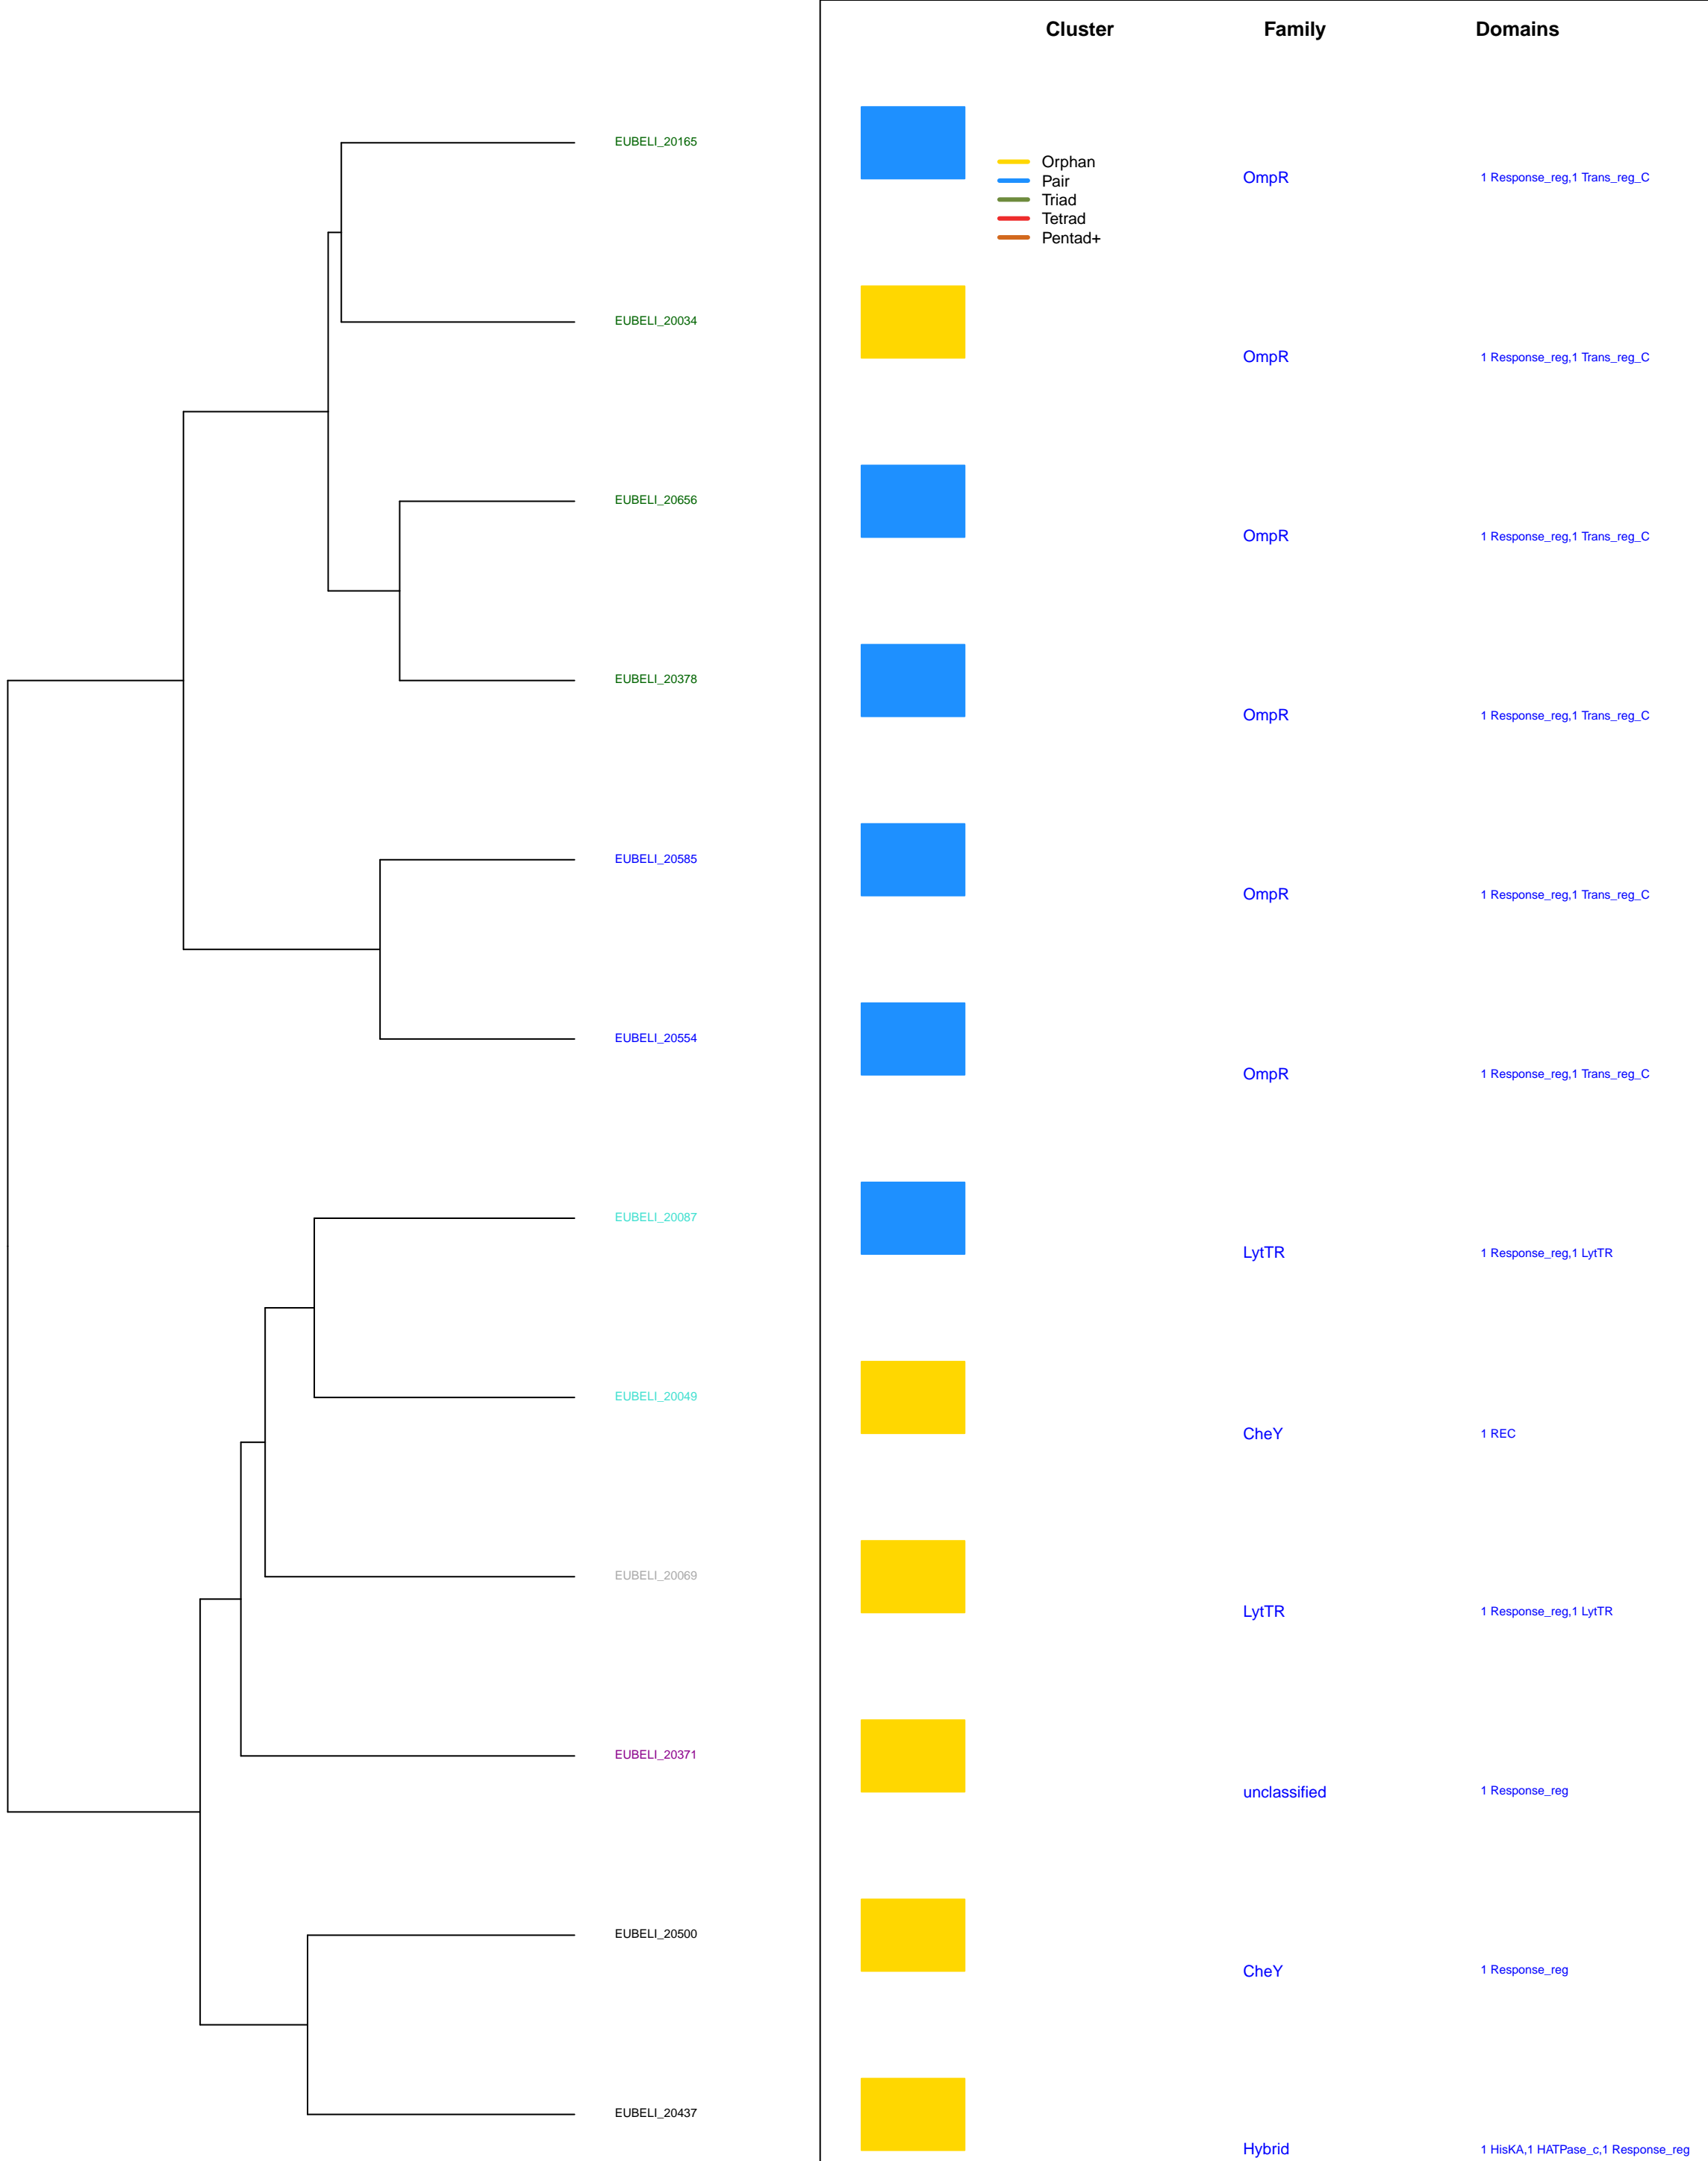 Cluster Family Domains
EUBELI_20165
Orphan
Pair
OmpR 1 Response_reg,1 Trans_reg_C
Triad
Tetrad
Pentad+
EUBELI_20034
OmpR 1 Response_reg,1 Trans_reg_C
EUBELI_20656
OmpR 1 Response_reg,1 Trans_reg_C
EUBELI_20378
OmpR 1 Response_reg,1 Trans_reg_C
EUBELI_20585
OmpR 1 Response_reg,1 Trans_reg_C
EUBELI_20554
OmpR 1 Response_reg,1 Trans_reg_C
EUBELI_20087
LytTR 1 Response_reg,1 LytTR
EUBELI_20049
CheY 1 REC
EUBELI_20069
LytTR 1 Response_reg,1 LytTR
EUBELI_20371
unclassified 1 Response_reg
EUBELI_20500
CheY 1 Response_reg
EUBELI_20437
Hybrid 1 HisKA,1 HATPase_c,1 Response_reg